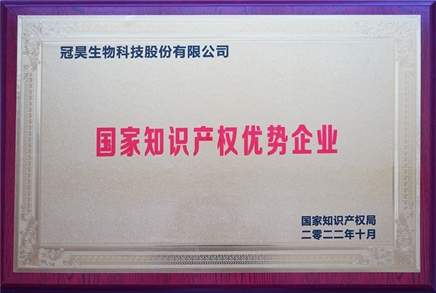 冠昊生物科技股份有限公司
国家知识产权优势企业
国家知识产权局
二零二二年十月